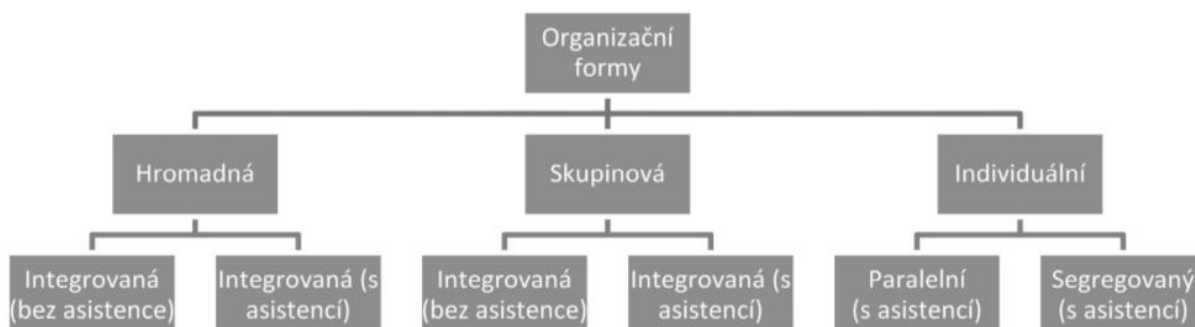 Organizační
formy
Hromadná
Skupinová
Individuální
Integrovaná
(bez asistence)
Integrovaná (s
asistencí)
Integrovaná
(bez asistence)
Integrovaná (s
asistencí)
Paralelní
(s asistencí)
Segregovaný
(s asistencí)